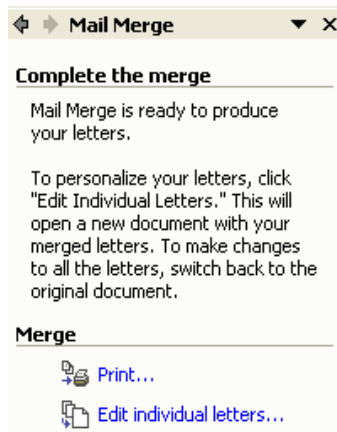 Mail Merge
Complete the merge
Mail Merge is ready to produce
your letters.
To personalize your letters, click
"Edit Individual Letters." This will
open a new document with your
merged letters. To make changes
to all the letters, switch back to the
original document.
Merge
Print...
Edit individual letters...